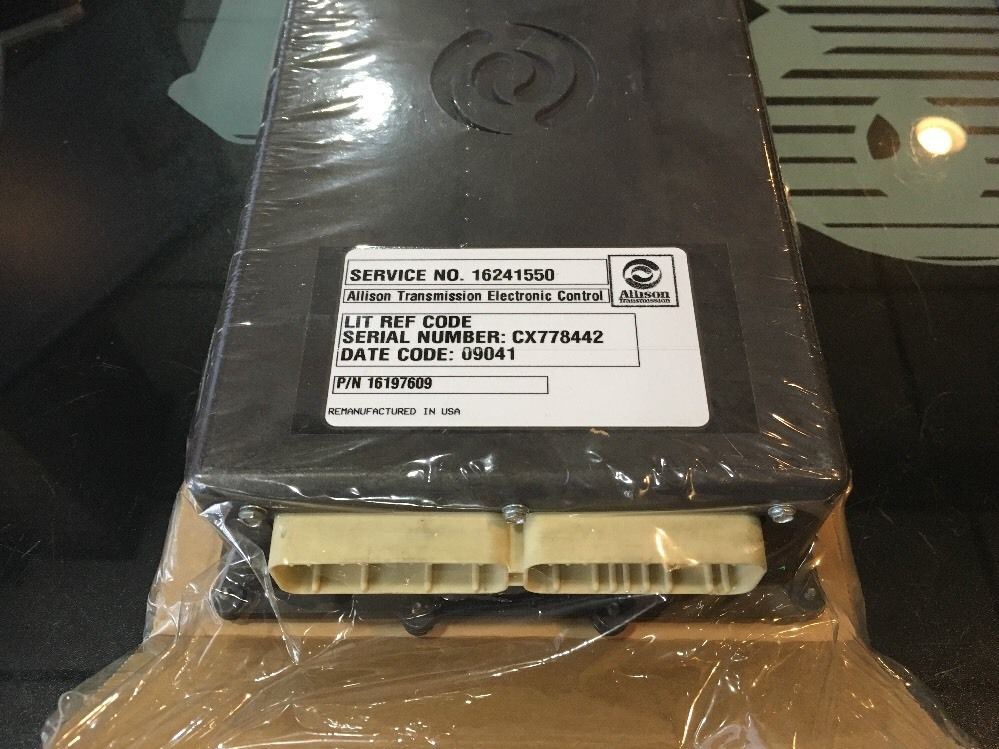 SERVICE NO. 16241550
Allison Transmission Electronic Control
Allison
Transmission
LIT REF CODE
SERIAL NUMBER: CX778442
DATE CODE: 09041
P/N 16197609
REMANUFACTURED IN USA